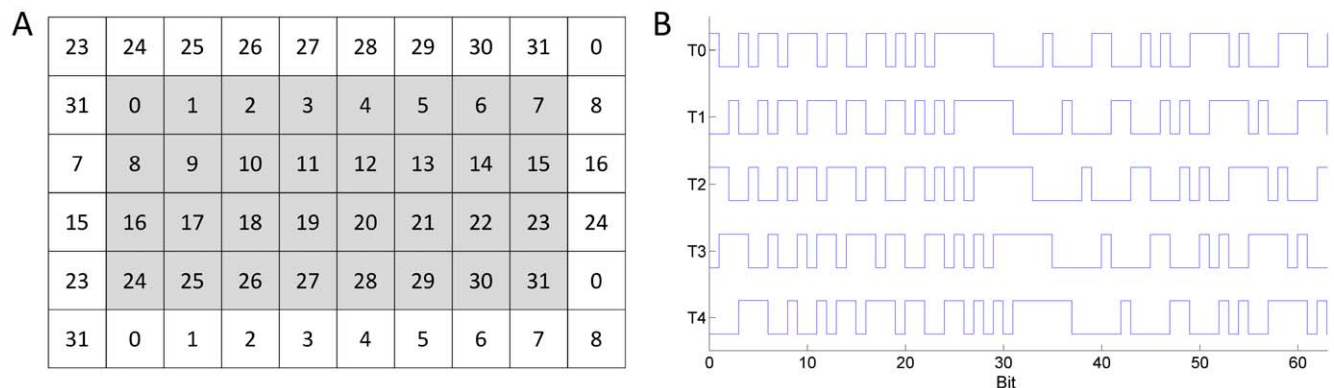 A
23 24 25 26 27 28 29 30 31 0
31 0 1 2 3 4 5 6 7 8
7 8 9 10 11 12 13 14 15 16
15 16 17 18 19 20 21 22 23 24
23 24 25 26 27 28 29 30 31 0
31 0 1 2 3 4 5 6 7 8
B
T0
T1
T2
T3
T4
0 10 20 30 40 50 60
Bit